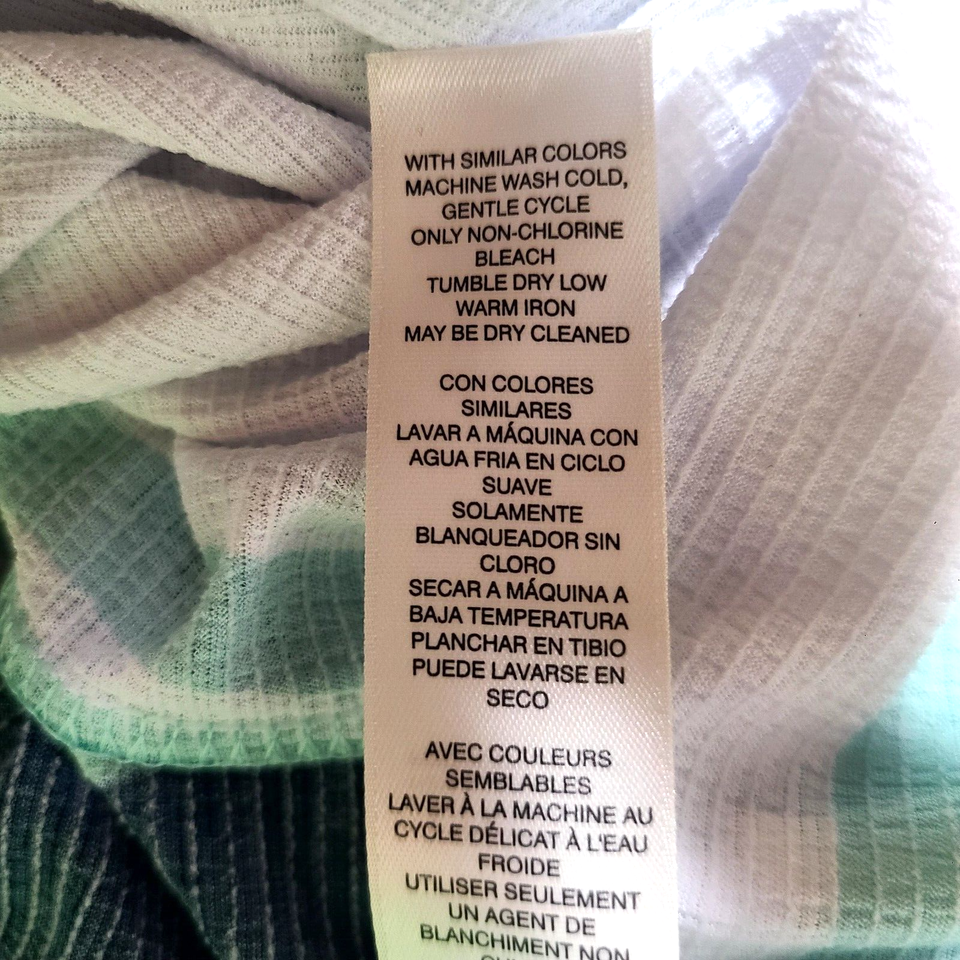 WITH SIMILAR COLORS
MACHINE WASH COLD,
GENTLE CYCLE
ONLY NON-CHLORINE
BLEACH
TUMBLE DRY LOW
WARM IRON
MAY BE DRY CLEANED
CON COLORES
SIMILARES
LAVAR A MÁQUINA CON
AGUA FRIA EN CICLO
SUAVE
SOLAMENTE
BLANQUEADOR SIN
CLORO
SECAR A MÁQUINA A
BAJA TEMPERATURA
PLANCHAR EN TIBIO
PUEDE LAVARSE EN
SECO
AVEC COULEURS
SEMBLABLES
LAVER À LA MACHINE AU
CYCLE DÉLICAT À L'EAU
FROIDE
UTILISER SEULEMENT
UN AGENT DE
BLANCHIMENT NON